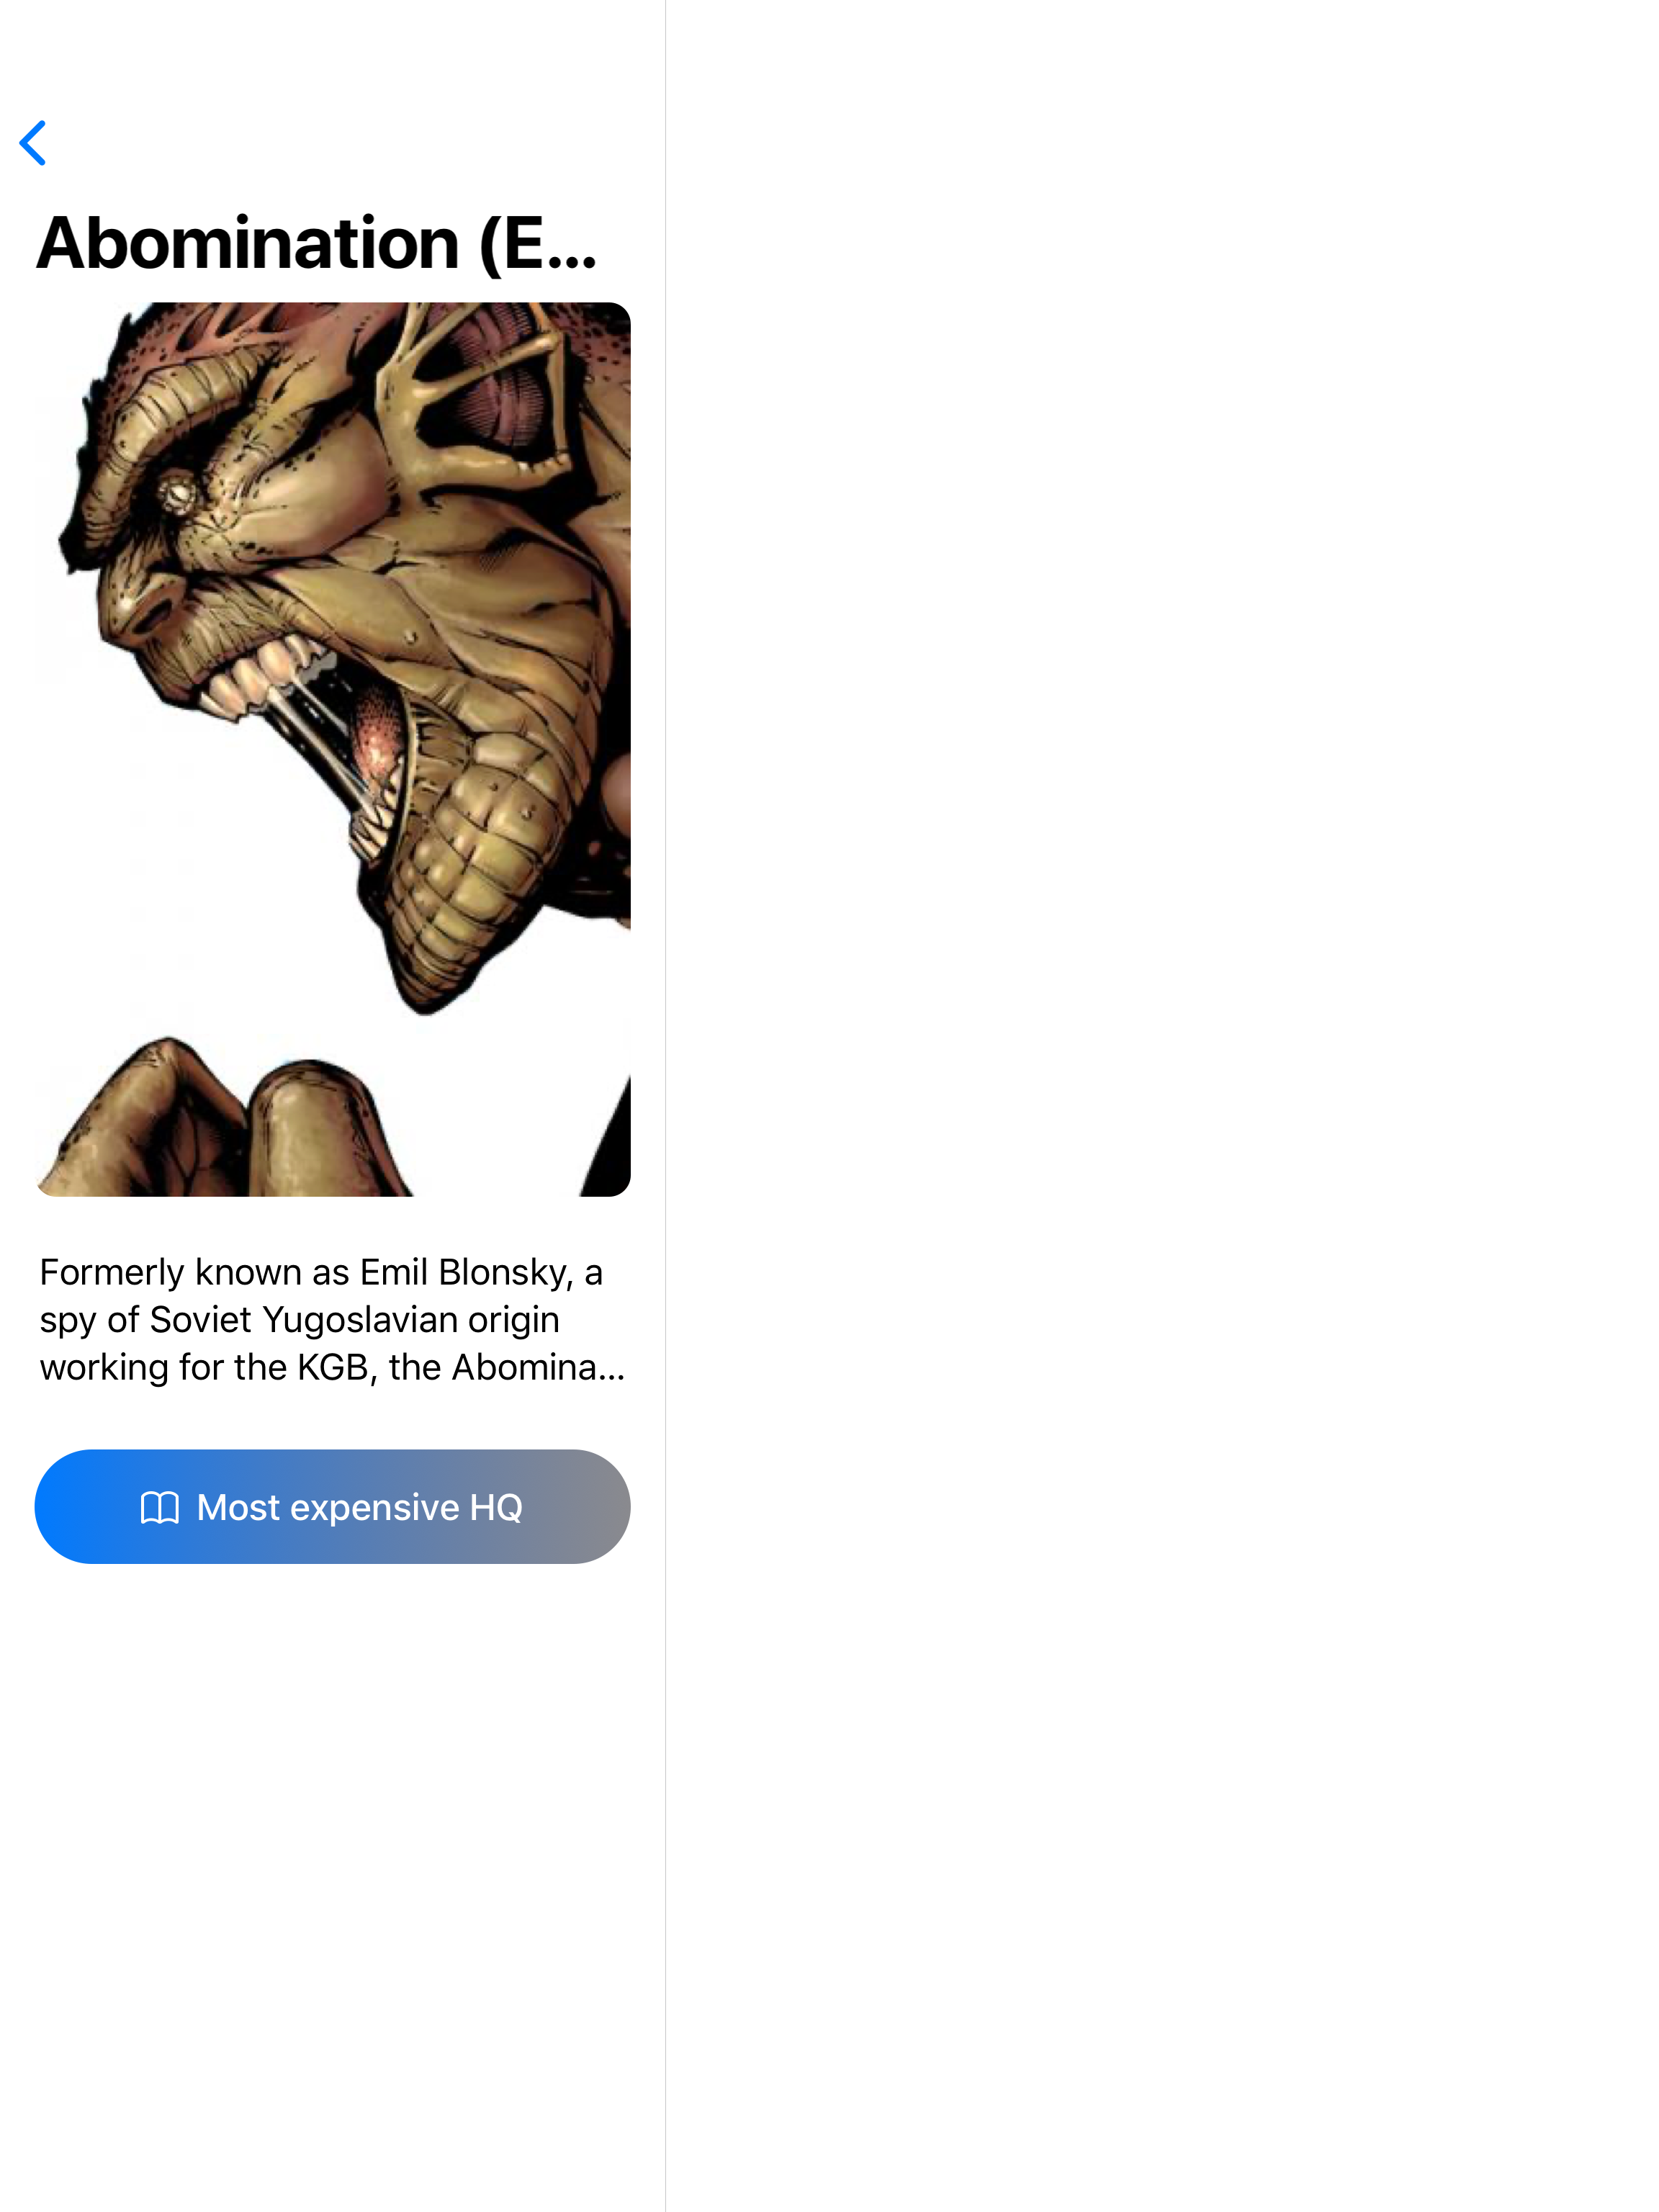 Abomination (E...
Formerly known as Emil Blonsky, a
spy of Soviet Yugoslavian origin
working for the KGB, the Abomina...
Most expensive HQ